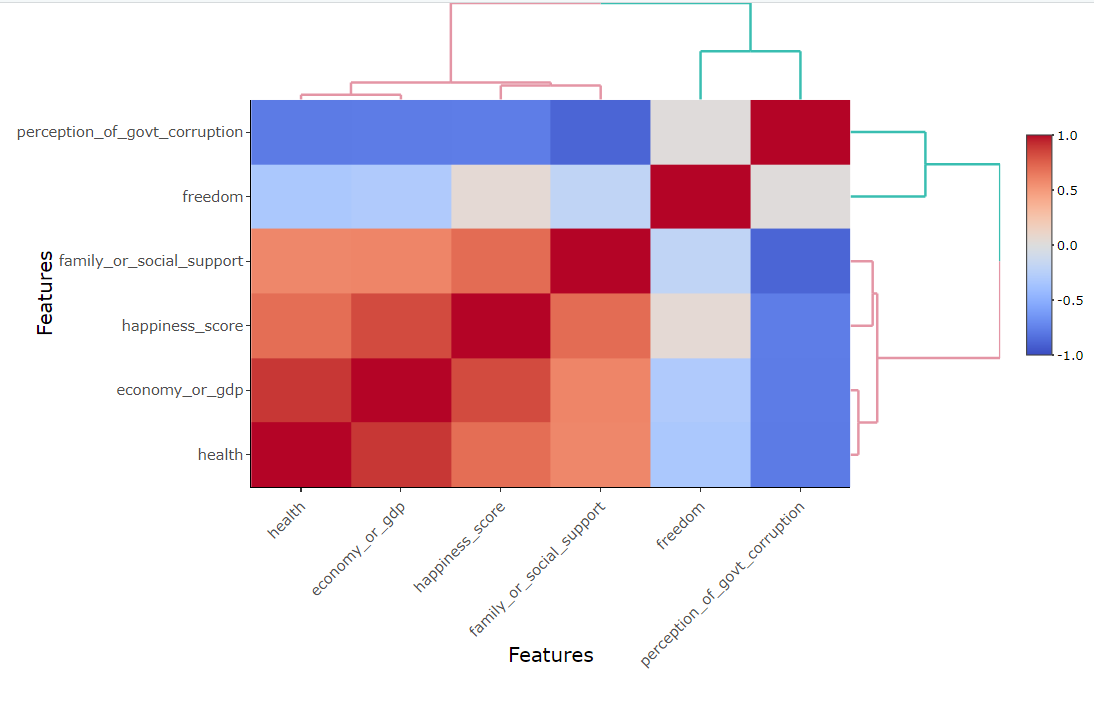 perception_of_govt_corruption
freedom
family_or_social_support
happiness_score
economy_or_gdp
health
Features
1.0
0.5
0.0
-0.5
-1.0
health
economy_or_gdp
happiness_score
family_or_social_support
freedom
perception_of_govt_corruption
Features